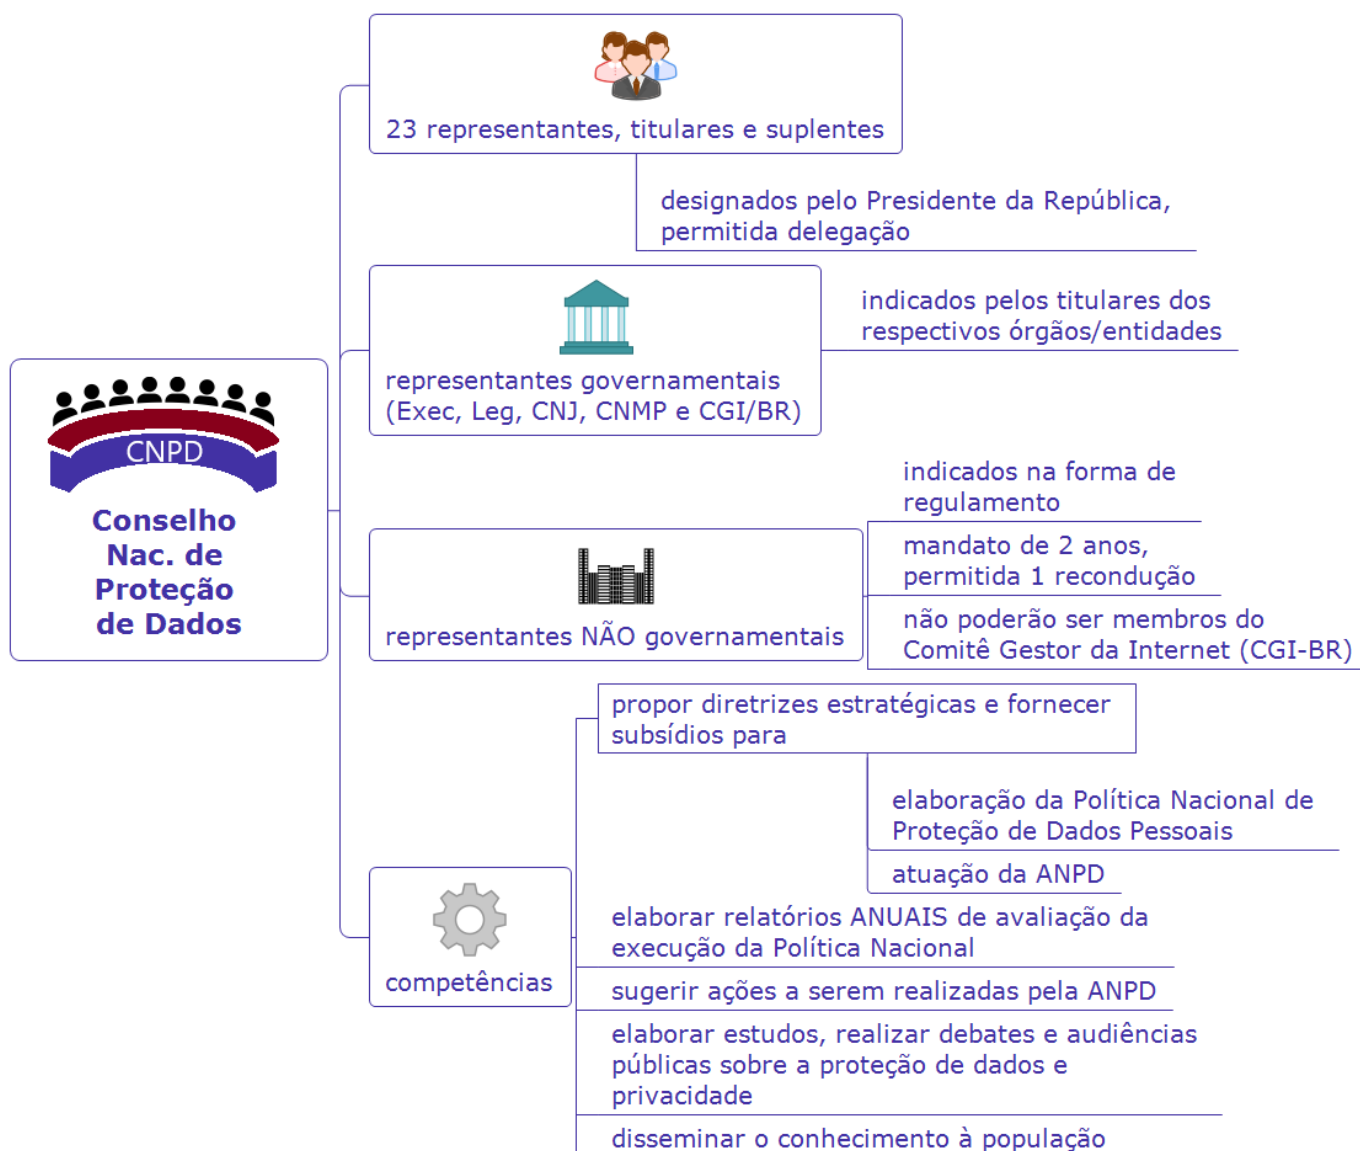 23 representantes, titulares e suplentes
designados pelo Presidente da República,
permitida delegação
CNPD
Conselho
Nac. de
Proteção
de Dados
representantes governamentais
(Exec, Leg, CNJ, CNMP e CGI/BR)
indicados pelos titulares dos
respectivos órgãos/entidades
representantes NÃO governamentais
indicados na forma de
regulamento
mandato de 2 anos,
permitida 1 recondução
não poderão ser membros do
Comitê Gestor da Internet (CGI-BR)
competências
propor diretrizes estratégicas e fornecer
subsídios para
elaboração da Política Nacional de
Proteção de Dados Pessoais
atuação da ANPD
elaborar relatórios ANUAIS de avaliação da
execução da Política Nacional
sugerir ações a serem realizadas pela ANPD
elaborar estudos, realizar debates e audiências
públicas sobre a proteção de dados e
privacidade
disseminar o conhecimento à população